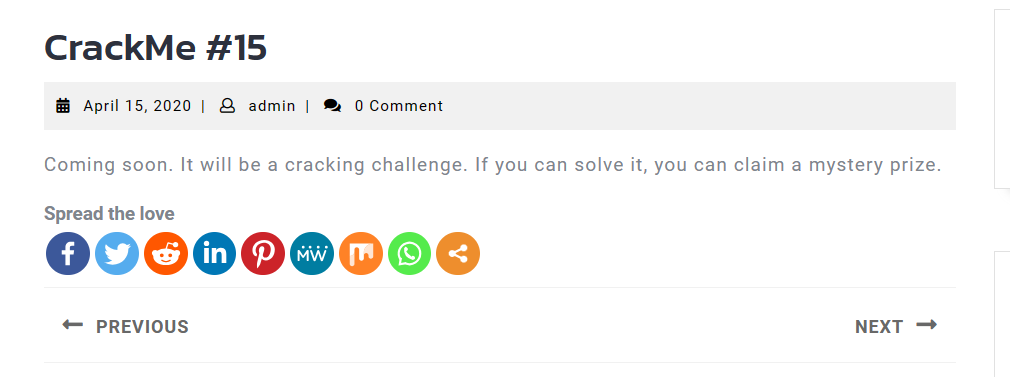 CrackMe #15
April 15, 2020 | admin | 0 Comment
Coming soon. It will be a cracking challenge. If you can solve it, you can claim a mystery prize.
Spread the love
MW
PREVIOUS
NEXT